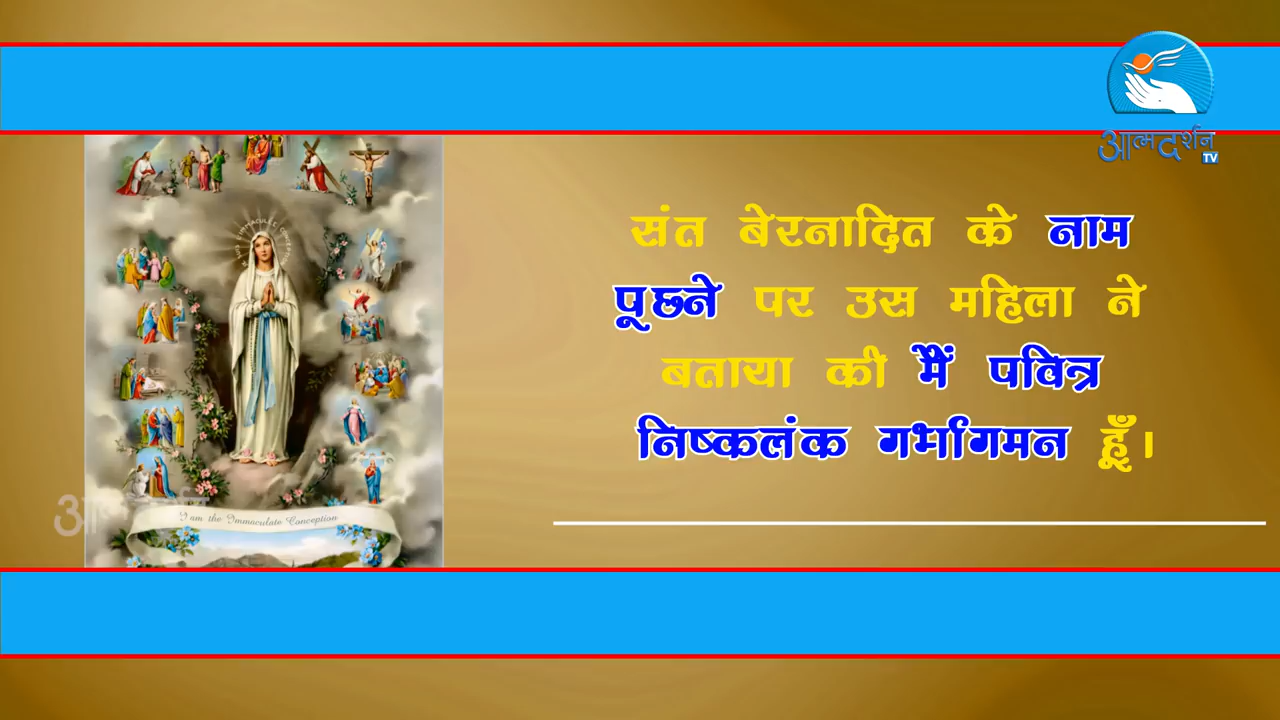 आत्मदर्शन
TV
संत बेरनादित के नाम
पूछने पर उस महिला ने
बताया की मैं पवित्र
निष्कलंक गर्भागमन हूँ।
I am the Immaculate Conception